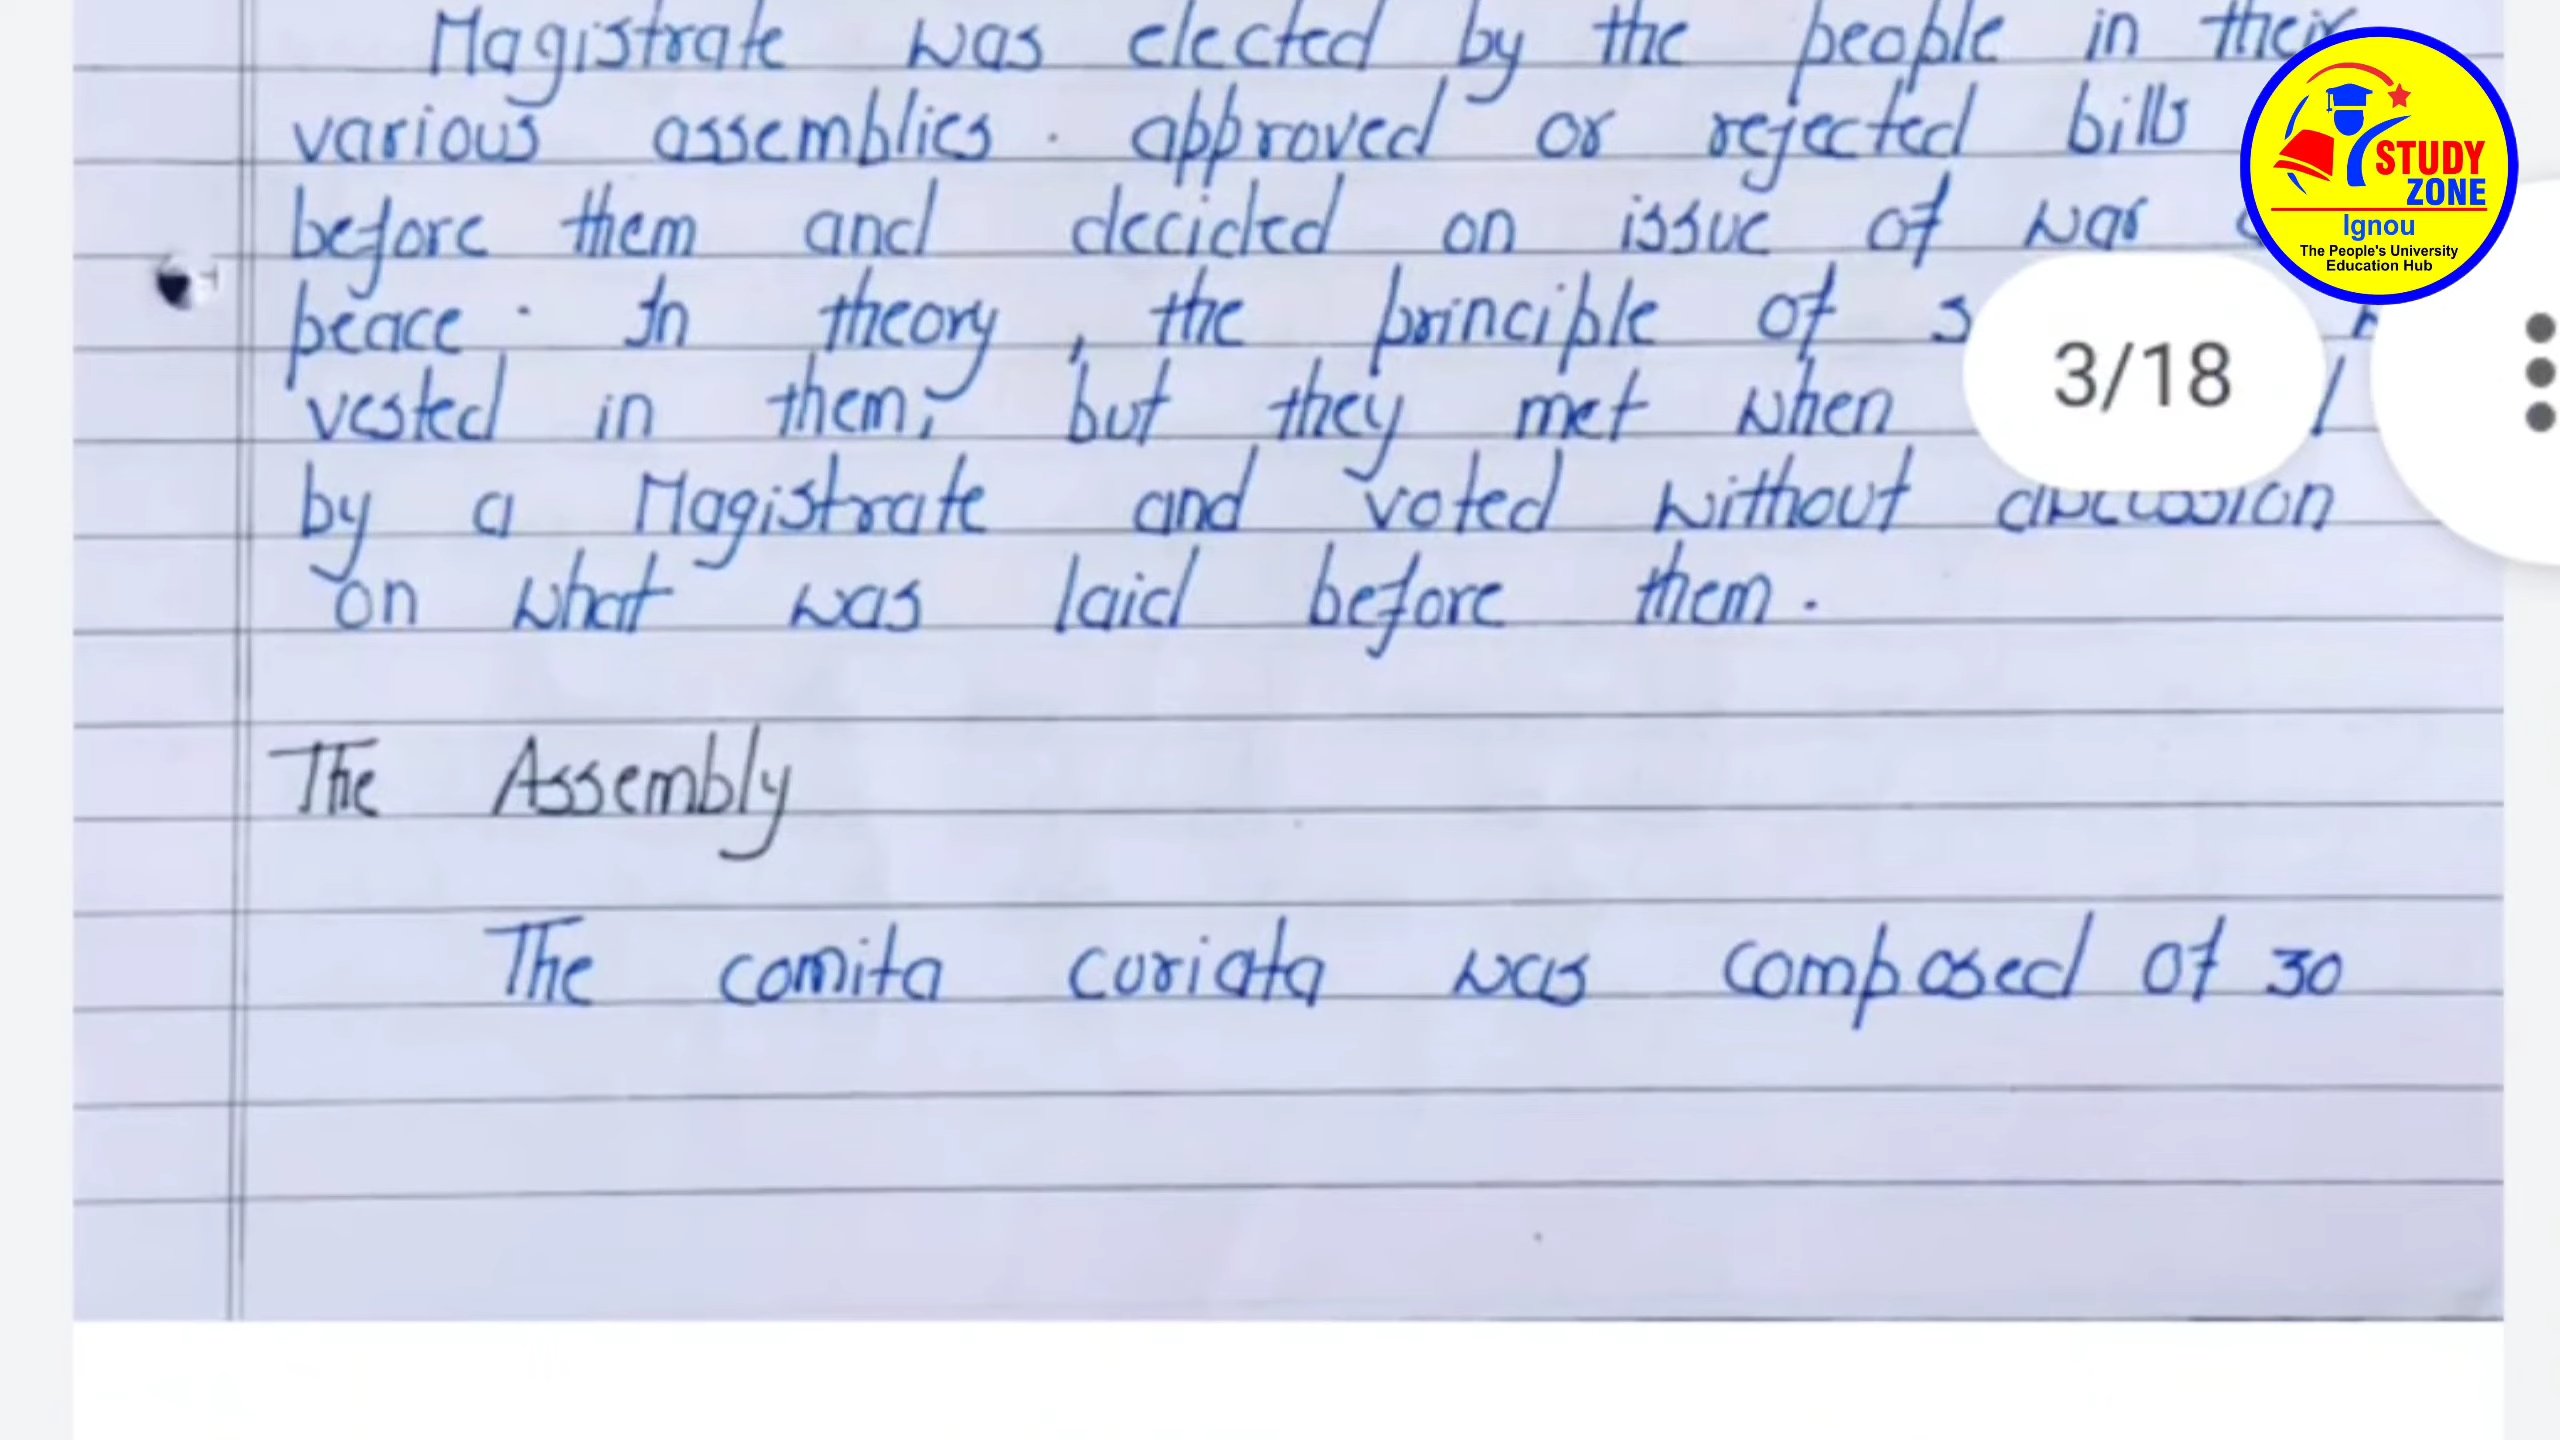 Magistrate was elected by the people in their
various assemblies. approved or rejected bills
before them and decided on issue of war
peace. In theory, the principle of
vested in them; but they met when
by a Magistrate and voted without discussion
on what was laid before them.
The Assembly
The comita curiata was composed of 30
STUDY
ZONE
Ignou
The People's University
Education Hub
3/18